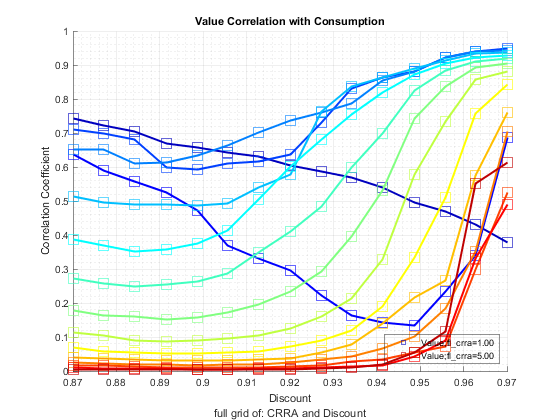 Value Correlation with Consumption
1
0.9
0.8
0.7
0.6
0.5
0.4
0.3
0.2
0.1
0
Correlation Coefficient
Value;fl_crra=1.00
Value;fl_crra=5.00
0.87 0.88 0.89 0.9 0.91 0.92 0.93 0.94 0.95 0.96 0.97
Discount
full grid of: CRRA and Discount